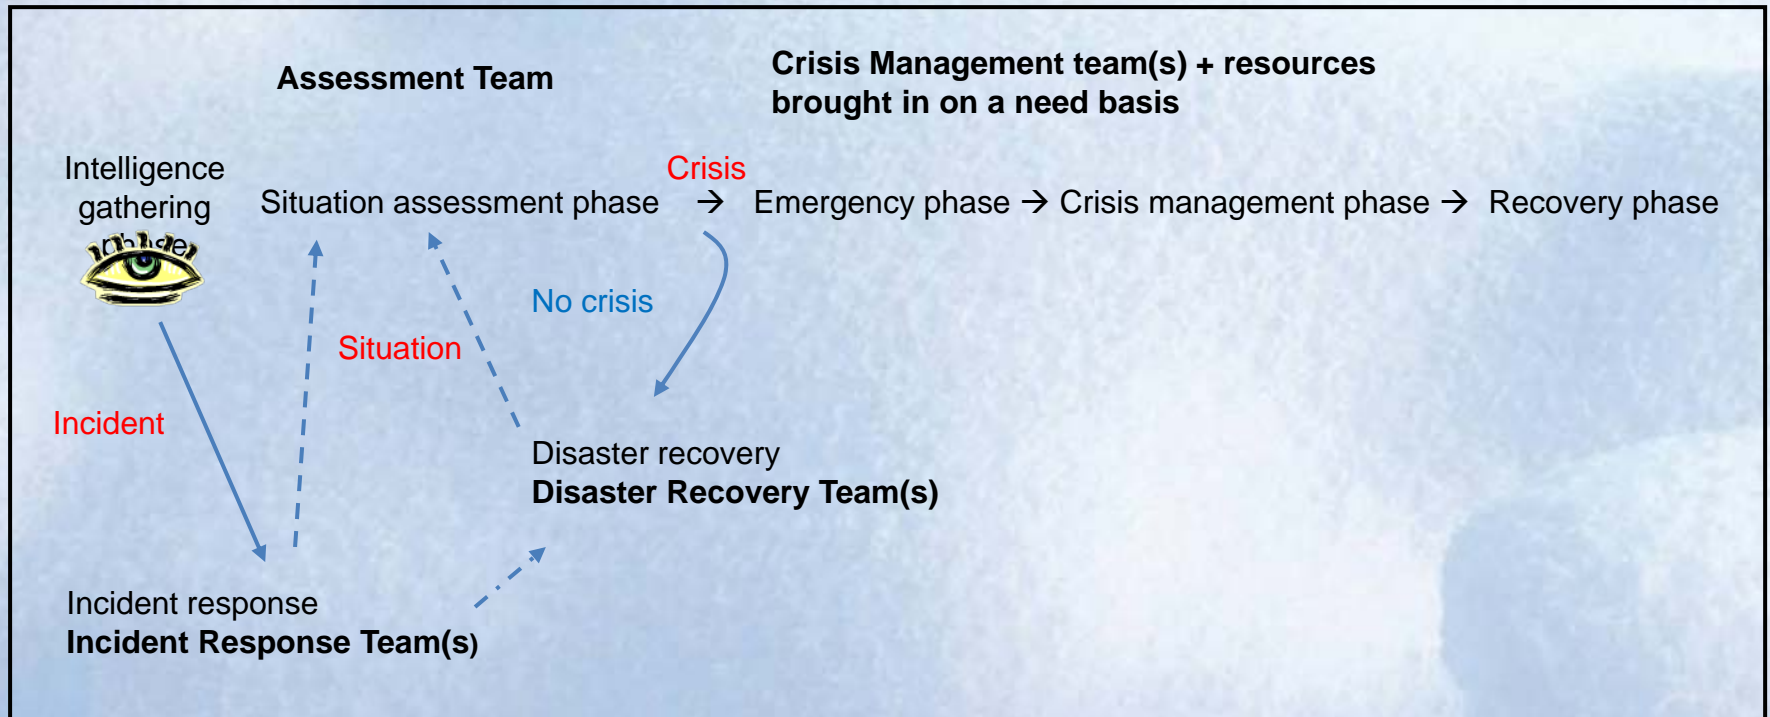 Assessment Team
Crisis Management team(s) + resources
brought in on a need basis
Intelligence
gathering
phase
Crisis
Situation assessment phase → Emergency phase → Crisis management phase → Recovery phase
No crisis
Situation
Incident
Disaster recovery
Disaster Recovery Team(s)
Incident response
Incident Response Team(s)